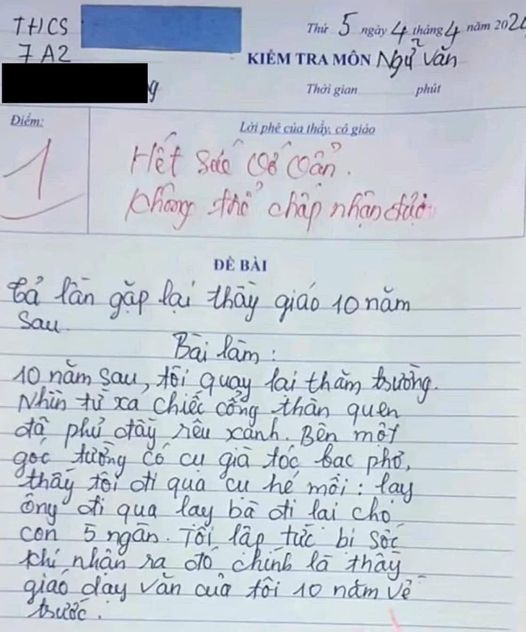 THCS
7 A2
Thứ 5 ngày 4 tháng 4 năm 202
KIỂM TRA MÔN Ngữ văn
Thời gian phút
Điểm:
1
Lời phê của thầy, cô giáo
Hết sức cổ cẩn.
Không thể chấp nhận được
ĐỀ BÀI
tả lần gặp lại thầy giáo 10 năm
sau.
Bài làm:
10 năm sau, tôi quay lại thăm trường.
Nhìn từ xa chiếc cổng thân quen
đã phủ đầy rêu xanh. Bên một
góc tường có cụ già tóc bạc phơ,
thấy tôi đi qua cụ hé môi: lạy
ông đi qua lạy bà đi lại cho
con 5 ngàn. Tôi lập tức bị sốc
khi nhận ra đó chính là thầy
giáo dạy văn của tôi 10 năm về
trước.